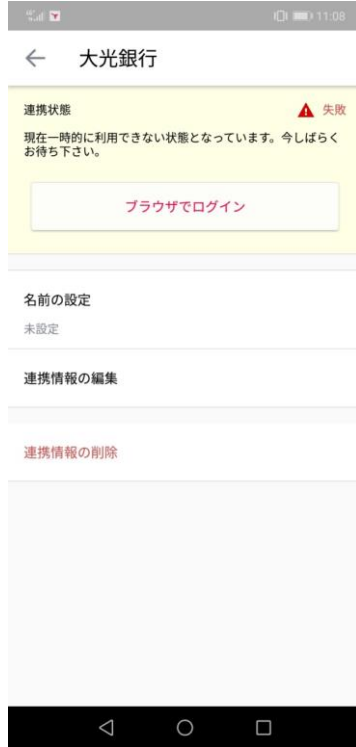 11:08
大光銀行
連携状態
失敗
現在一時的に利用できない状態となっています。今しばらく
お待ち下さい。
ブラウザでログイン
名前の設定
未設定
連携情報の編集
連携情報の削除